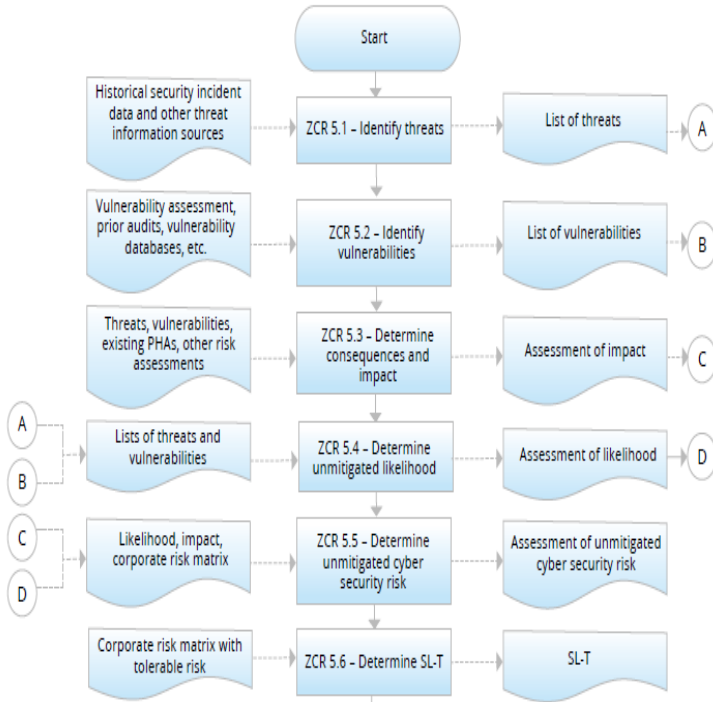 Start
Historical security incident
data and other threat
information sources
ZCR 5.1 – Identify threats
List of threats
A
Vulnerability assessment,
prior audits, vulnerability
databases, etc.
ZCR 5.2 – Identify
vulnerabilities
List of vulnerabilities
B
Threats, vulnerabilities,
existing PHAs, other risk
assessments
ZCR 5.3 – Determine
consequences and
impact
Assessment of impact
C
A
B
Lists of threats and
vulnerabilities
ZCR 5.4 – Determine
unmitigated likelihood
Assessment of likelihood
D
C
D
Likelihood, impact,
corporate risk matrix
ZCR 5.5 – Determine
unmitigated cyber
security risk
Assessment of unmitigated
cyber security risk
Corporate risk matrix with
tolerable risk
ZCR 5.6 – Determine SL-T
SL-T